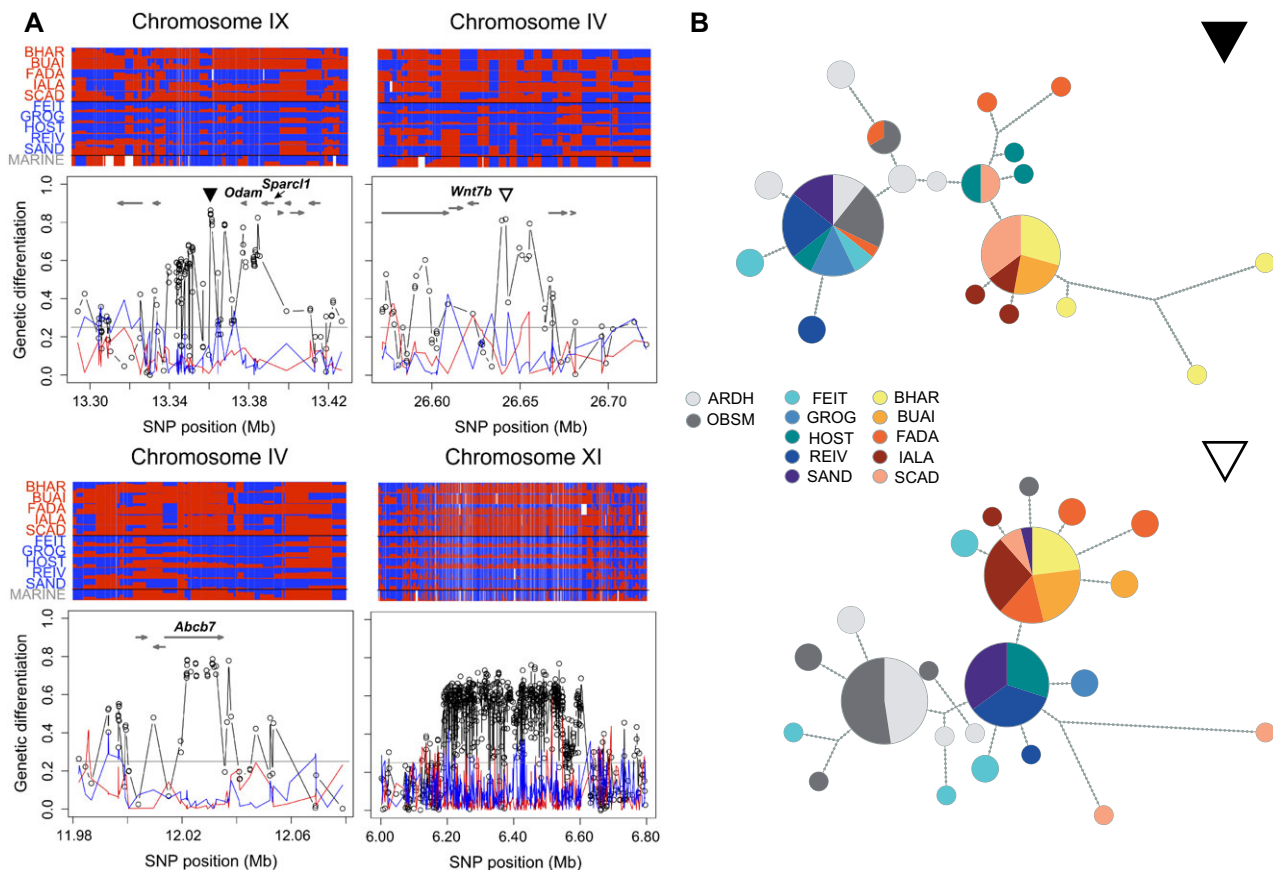 A
B
Chromosome IX
Chromosome IV
BHAR
BUAI
FADA
IALA
SCAD
FEIT
GROG
HOST
REIV
SAND
MARINE
Genetic differentiation
1.0
0.8
0.6
0.4
0.2
0.0
Odam
Sparcl1
Wnt7b
13.30
13.34
13.38
13.42
26.60
26.65
26.70
SNP position (Mb)
SNP position (Mb)
ARDH
OBSM
FEIT
GROG
HOST
REIV
SAND
BHAR
BUAI
FADA
IALA
SCAD
Chromosome IV
Chromosome XI
BHAR
BUAI
FADA
IALA
SCAD
FEIT
GROG
HOST
REIV
SAND
MARINE
Genetic differentiation
1.0
0.8
0.6
0.4
0.2
0.0
Abcb7
11.98
12.02
12.06
6.00
6.20
6.40
6.60
6.80
SNP position (Mb)
SNP position (Mb)